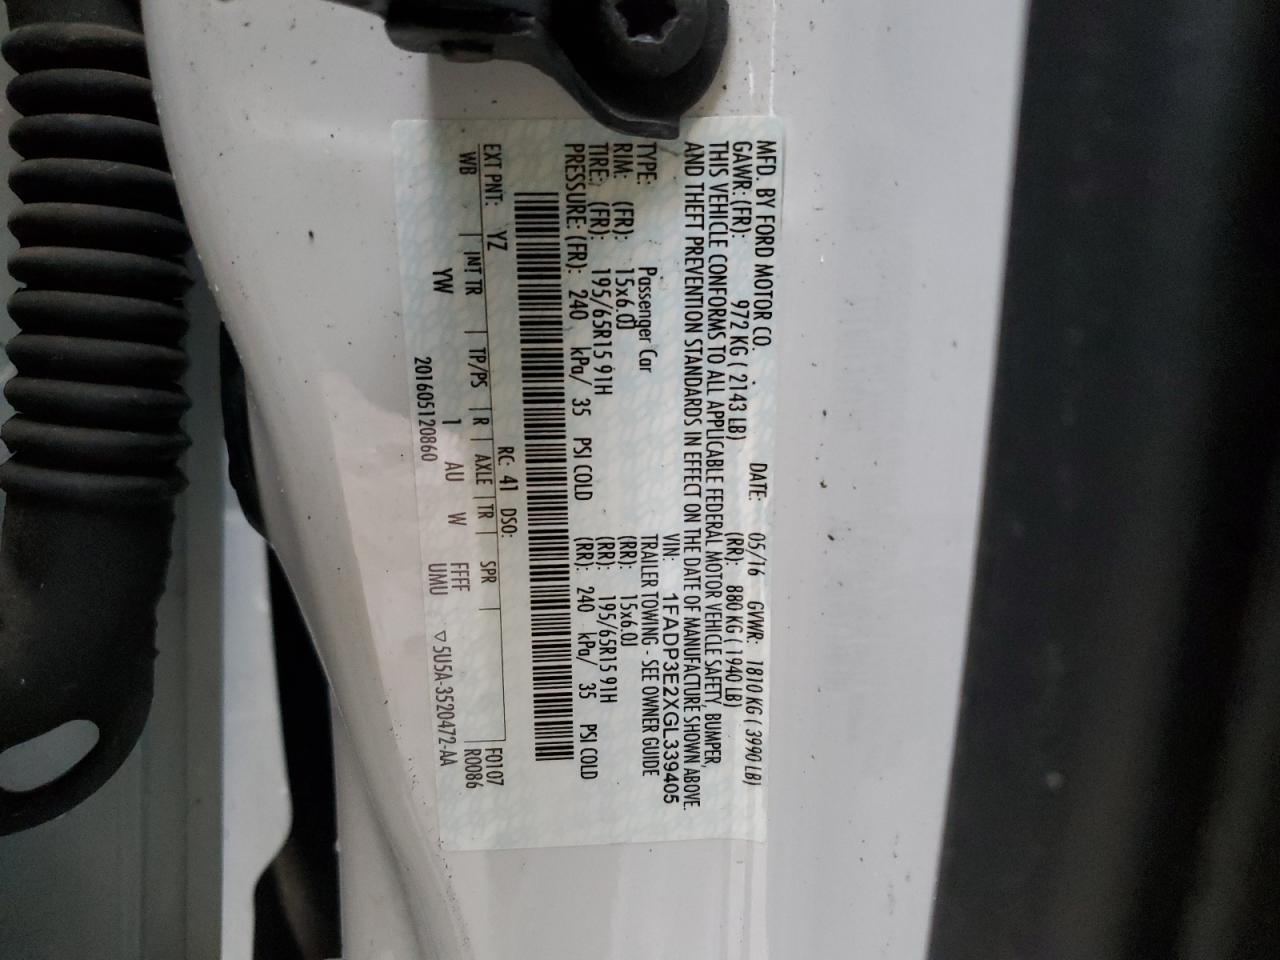 MFD. BY FORD MOTOR CO. DATE: 05/16 GVWR: 1810 KG ( 3990 LB)
GAWR: (FR): 972 KG ( 2143 LB) (RR): 880 KG ( 1940 LB)
THIS VEHICLE CONFORMS TO ALL APPLICABLE FEDERAL MOTOR VEHICLE SAFETY, BUMPER,
AND THEFT PREVENTION STANDARDS IN EFFECT ON THE DATE OF MANUFACTURE SHOWN ABOVE.
VIN: 1FADP3E2XGL339405
TYPE: Passenger Car TRAILER TOWING - SEE OWNER GUIDE
RIM: (FR): 15x6.0J (RR): 15x6.0J
TIRE: (FR): 195/65R15 91H (RR): 195/65R15 91H
PRESSURE: (FR): 240 kPa/ 35 PSI COLD (RR): 240 kPa/ 35 PSI COLD
EXT PNT: YZ RC: 41 DSO: F0107
WB | INT TR | TP/PS | R | AXLE | TR | SPR R0086
YW 1 AU W FFFF
UMU
201605120860 ▽5U5A-3520472-AA